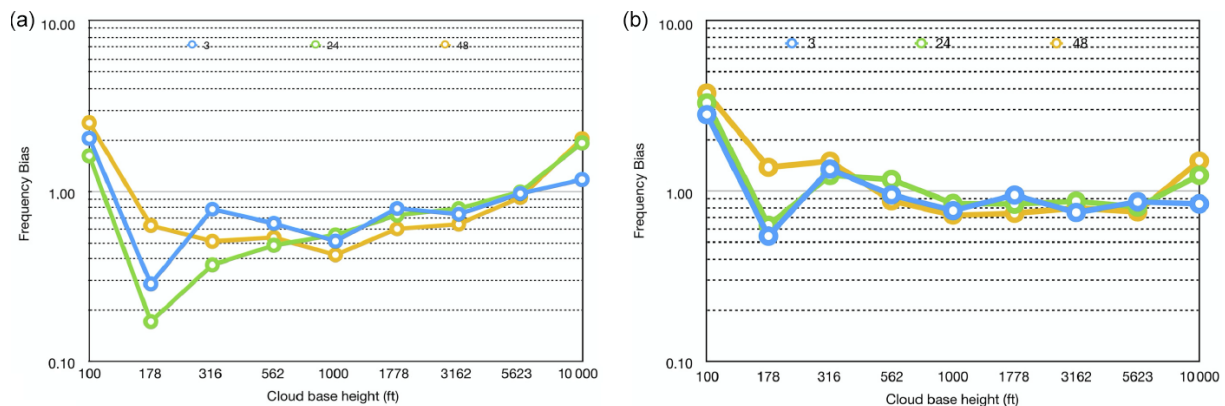 (a)
10.00
3 24 48
Frequency Bias
1.00
0.10
100 178 316 562 1000 1778 3162 5623 10 000
Cloud base height (ft)
(b)
10.00
3 24 48
Frequency Bias
1.00
0.10
100 178 316 562 1000 1778 3162 5623 10 000
Cloud base height (ft)